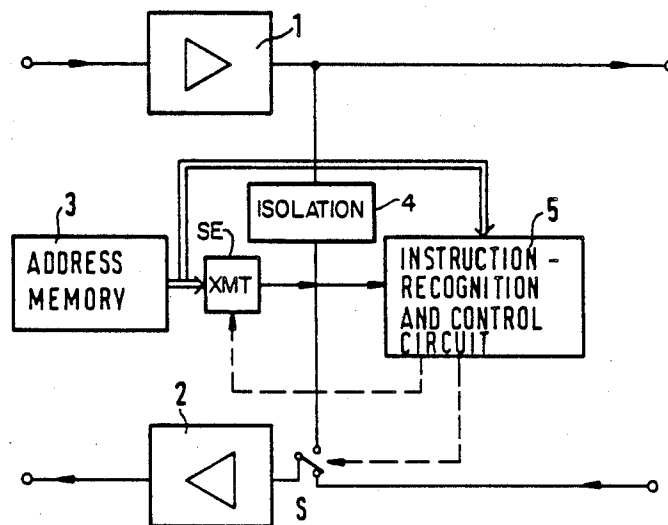 1
3
ADDRESS
MEMORY
SE
XMT
ISOLATION
4
5
INSTRUCTION -
RECOGNITION
AND CONTROL
CIRCUIT
2
S